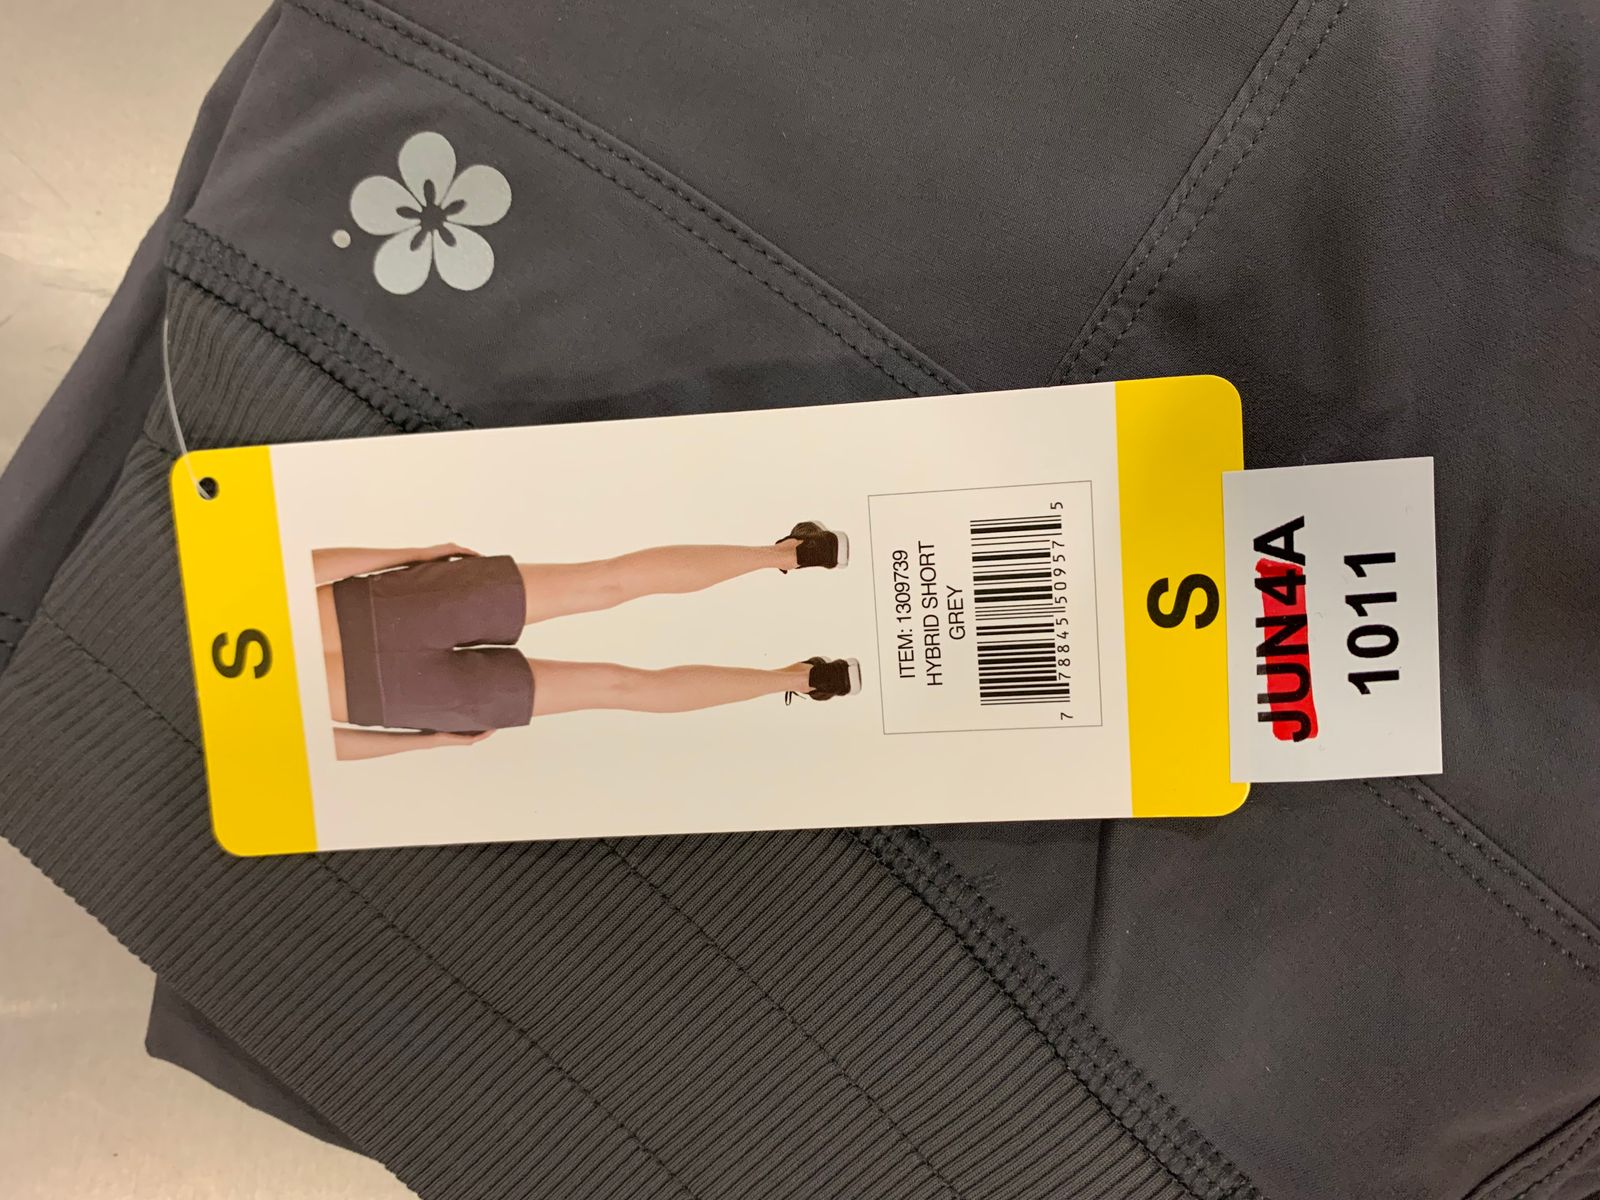 S
ITEM: 1309739
HYBRID SHORT
GREY
7 78845 50957 5
S
JUN4A
1011